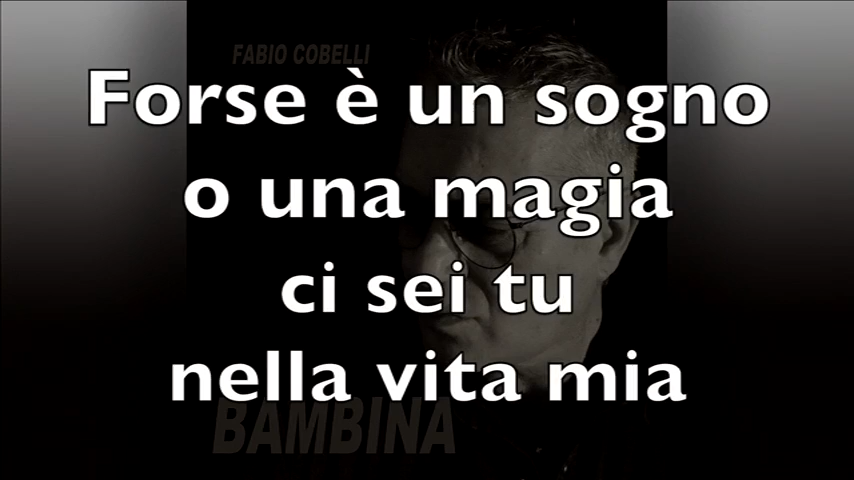 FABIO COBELLI
Forse è un sogno
o una magia
ci sei tu
nella vita mia
BAMBINA